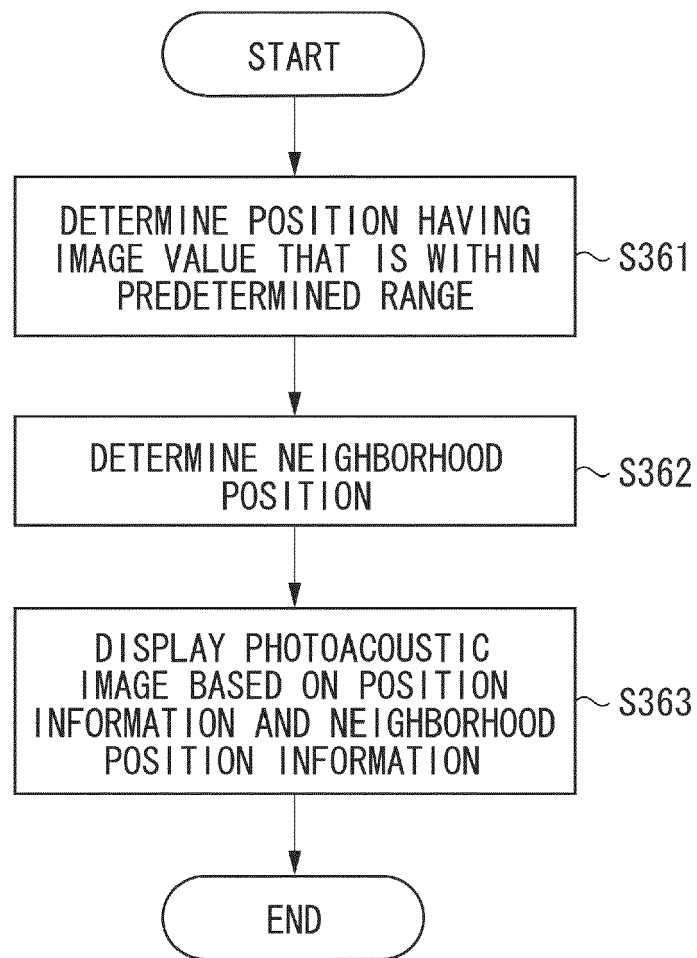 START
DETERMINE POSITION HAVING
IMAGE VALUE THAT IS WITHIN
PREDETERMINED RANGE
S361
DETERMINE NEIGHBORHOOD
POSITION
S362
DISPLAY PHOTOACOUSTIC
IMAGE BASED ON POSITION
INFORMATION AND NEIGHBORHOOD
POSITION INFORMATION
S363
END